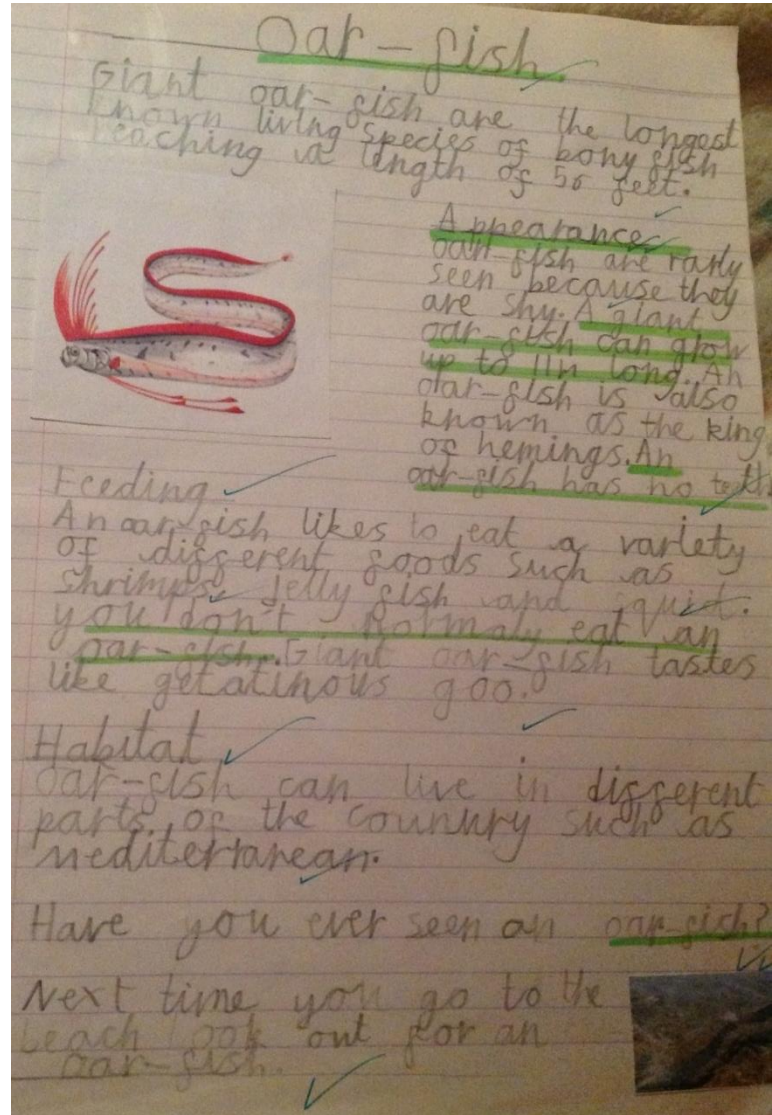 Oar-fish
Giant oar-fish are the longest
known living species of bony fish
reaching a length of 56 feet.
Appearance
oar-fish are rarly
seen because they
are shy. A giant
oar-fish can grow
up to 11m long. An
oar-fish is also
known as the king
of hemings. An
oar-fish has no teeth
Feeding
An oar-fish likes to eat a variety
of different foods such as
shrimps, Jelly fish and squit.
you don't normaly eat an
oar-fish. Giant oar-fish tastes
like getatinous goo.
Habitat
oar-fish can live in different
parts of the counnry such as
mediterranean.
Have you ever seen an oar-fish?
Next time you go to the
beach look out for an
oar-fish.